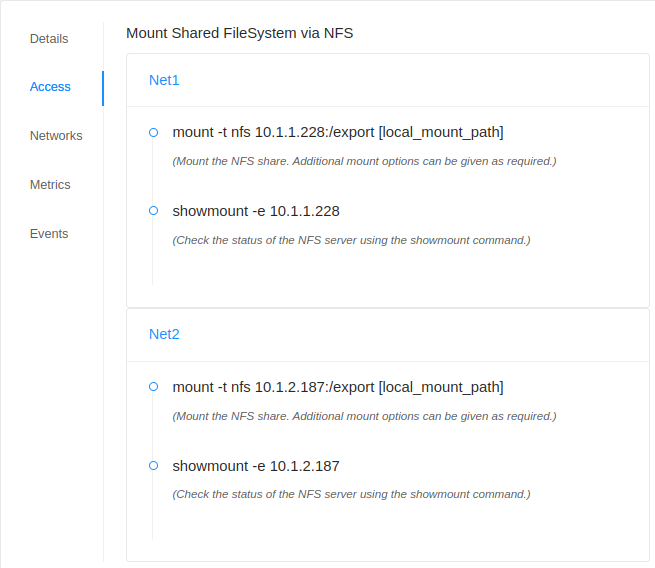 Details
Access
Networks
Metrics
Events
Mount Shared FileSystem via NFS
Net1
mount -t nfs 10.1.1.228:/export [local_mount_path]
(Mount the NFS share. Additional mount options can be given as required.)
showmount -e 10.1.1.228
(Check the status of the NFS server using the showmount command.)
Net2
mount -t nfs 10.1.2.187:/export [local_mount_path]
(Mount the NFS share. Additional mount options can be given as required.)
showmount -e 10.1.2.187
(Check the status of the NFS server using the showmount command.)